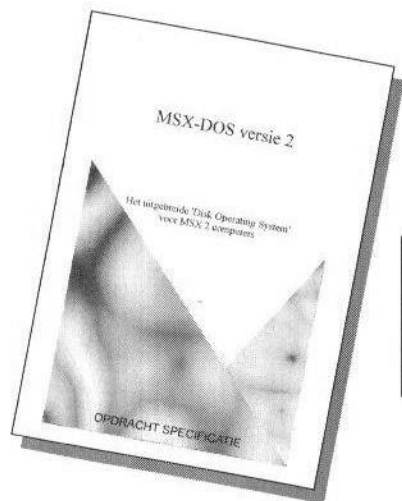 MSX-DOS versie 2
Het uitgebreide 'Disk Operating System'
voor MSX 2 computers
OPDRACHT SPECIFICATIE